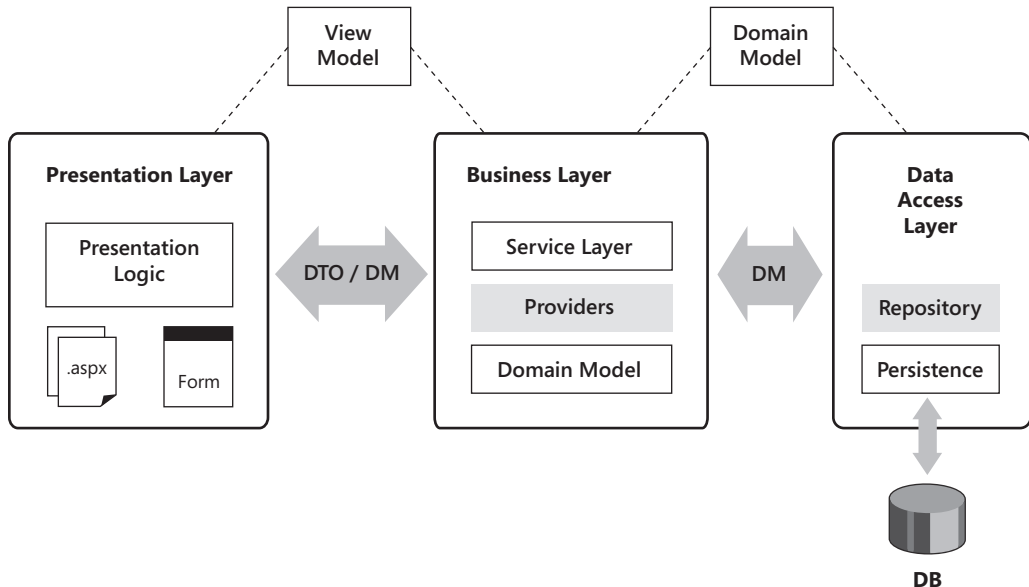 View
Model
Domain
Model
Presentation Layer
Presentation
Logic
.aspx
Form
DTO / DM
Business Layer
Service Layer
Providers
Domain Model
DM
Data
Access
Layer
Repository
Persistence
DB